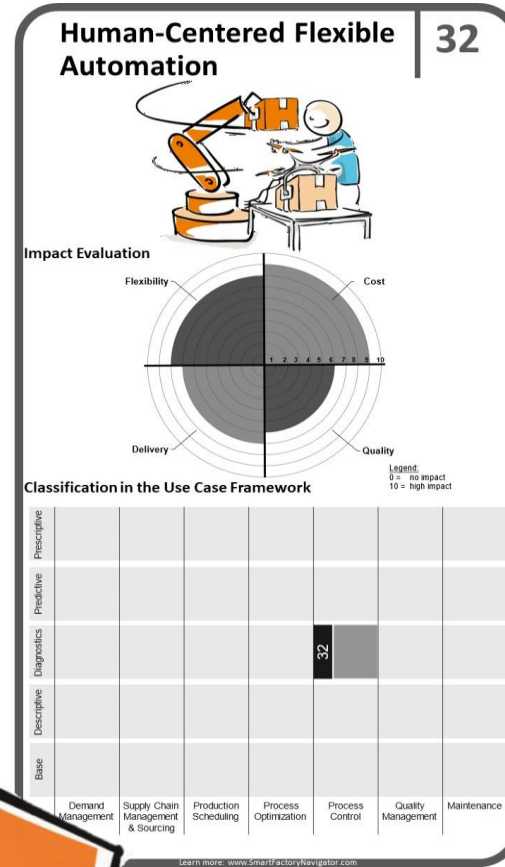 Human-Centered Flexible
Automation
32
Impact Evaluation
Flexibility
Cost
1 2 3 4 5 6 7 8 9 10
Delivery
Quality
Legend:
0 = no impact
10 = high impact
Classification in the Use Case Framework
Prescriptive
Predictive
Diagnostics
32
Descriptive
Base
Demand
Management
Supply Chain
Management
& Sourcing
Production
Scheduling
Process
Optimization
Process
Control
Quality
Management
Maintenance
Learn more: www.SmartFactoryNavigator.com